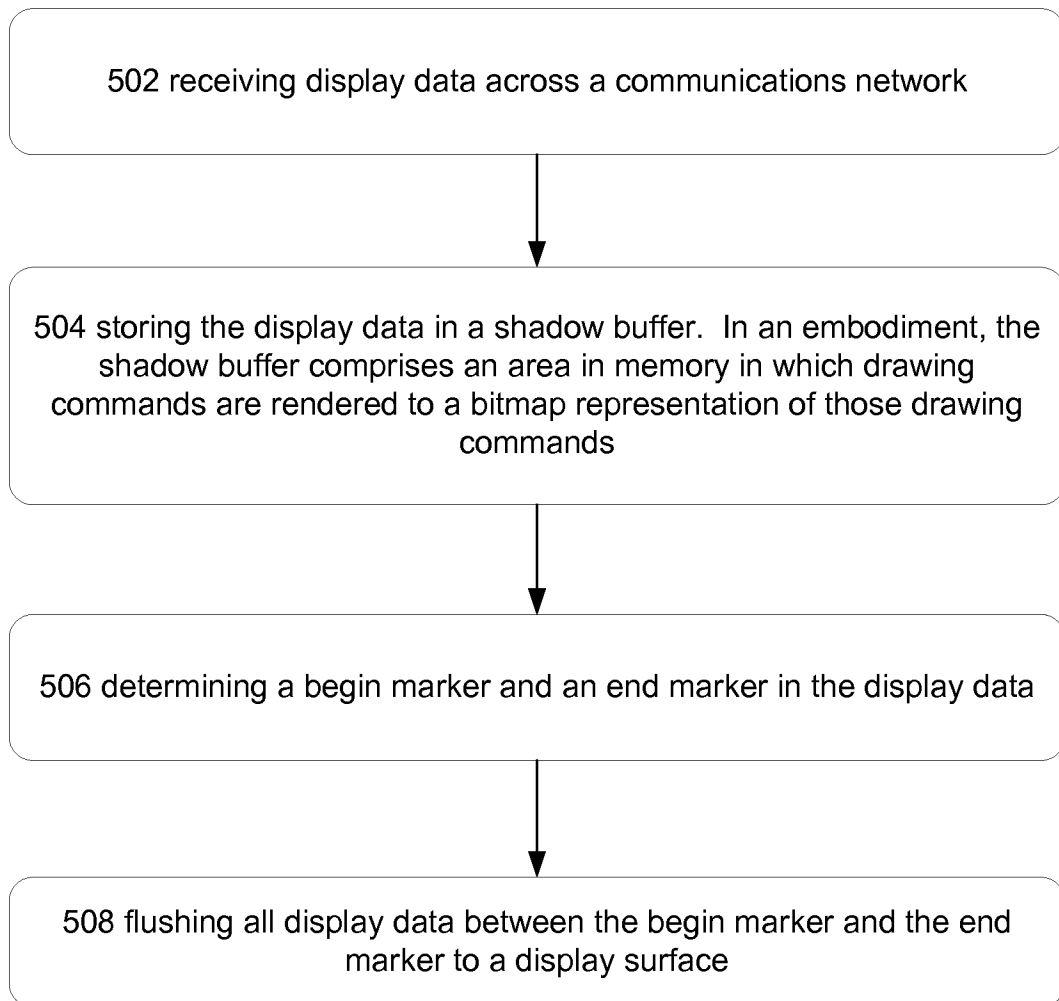 502 receiving display data across a communications network
504 storing the display data in a shadow buffer.  In an embodiment, the
shadow buffer comprises an area in memory in which drawing
commands are rendered to a bitmap representation of those drawing
commands
506 determining a begin marker and an end marker in the display data
508 flushing all display data between the begin marker and the end
marker to a display surface